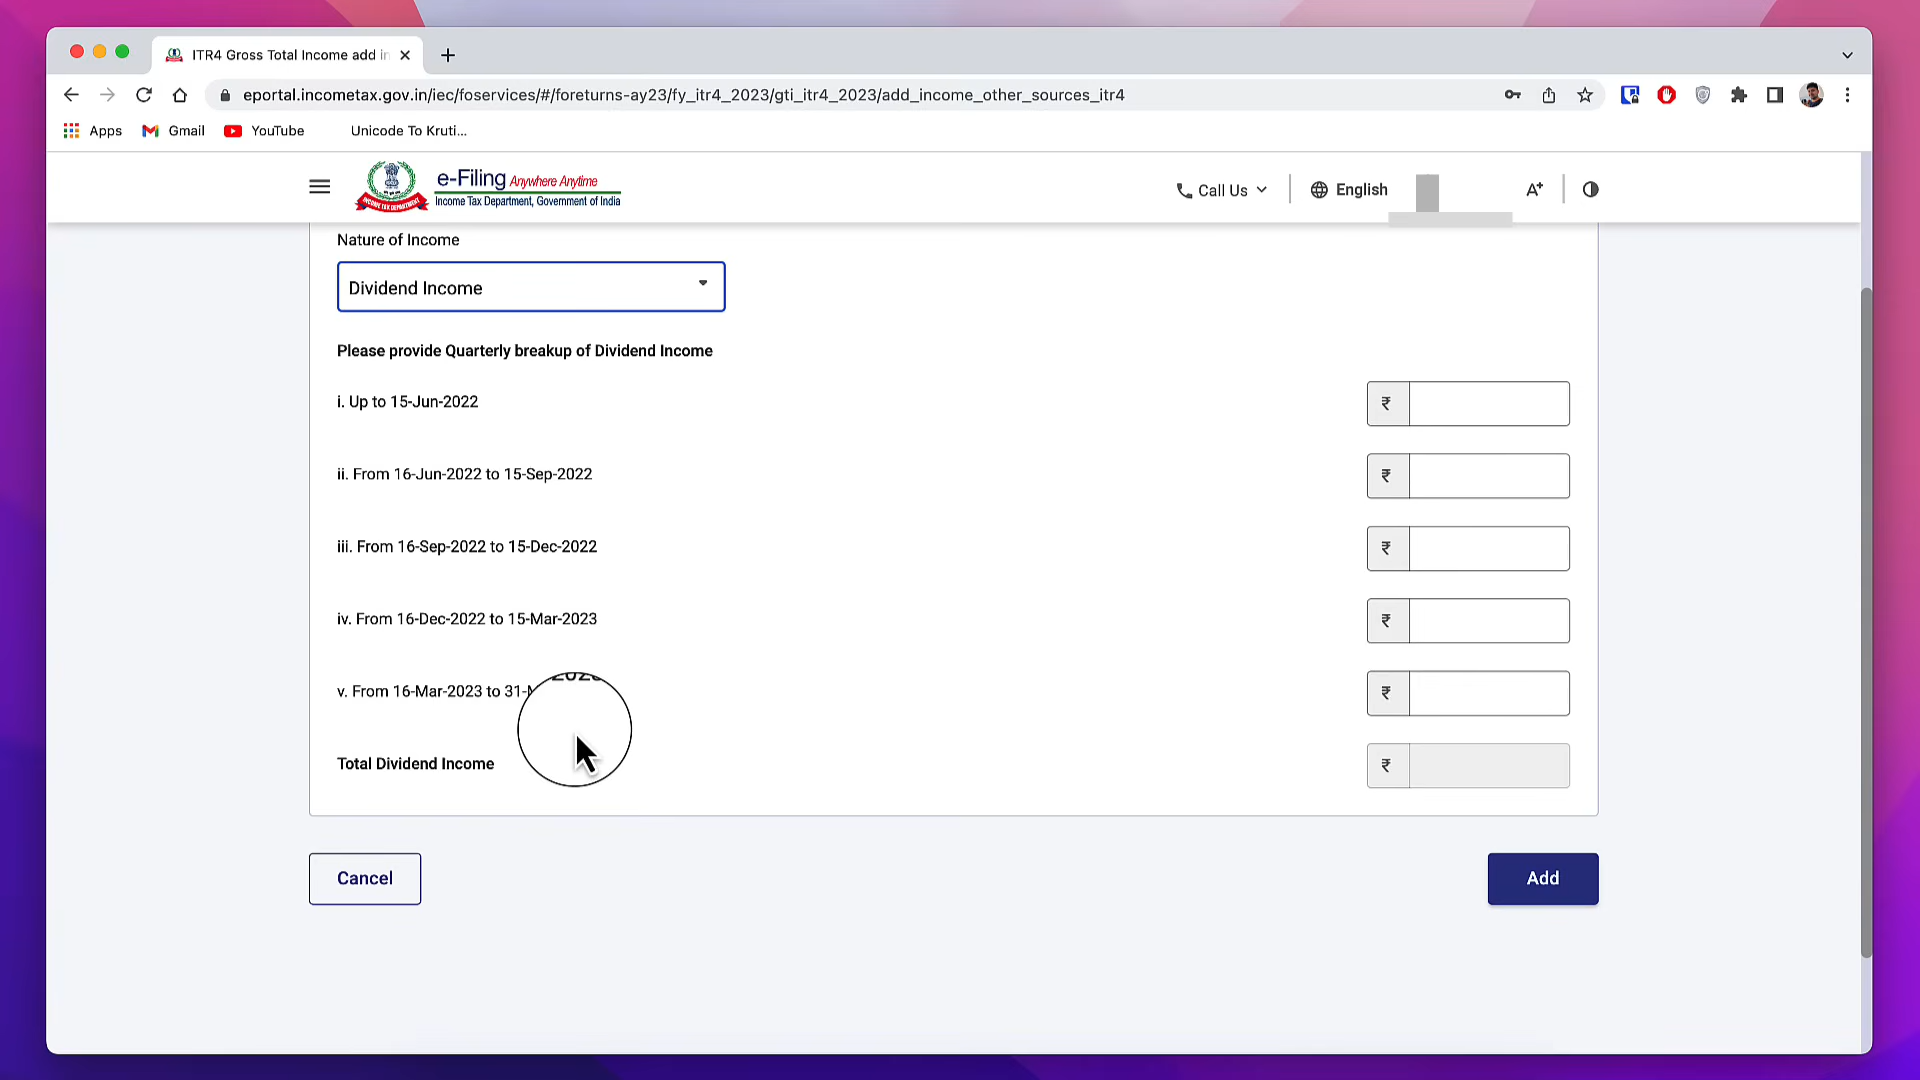 ITR4 Gross Total Income add in
eportal.incometax.gov.in/iec/foservices/#/foreturns-ay23/fy_itr4_2023/gti_itr4_2023/add_income_other_sources_itr4
Apps Gmail YouTube Unicode To Kruti...
e-Filing Anywhere Anytime
Income Tax Department, Government of India
INCOME TAX DEPARTMENT
Call Us English A+
Nature of Income
Dividend Income
Please provide Quarterly breakup of Dividend Income
i. Up to 15-Jun-2022 ₹
ii. From 16-Jun-2022 to 15-Sep-2022 ₹
iii. From 16-Sep-2022 to 15-Dec-2022 ₹
iv. From 16-Dec-2022 to 15-Mar-2023 ₹
v. From 16-Mar-2023 to 31- ₹
Total Dividend Income ₹
Cancel Add